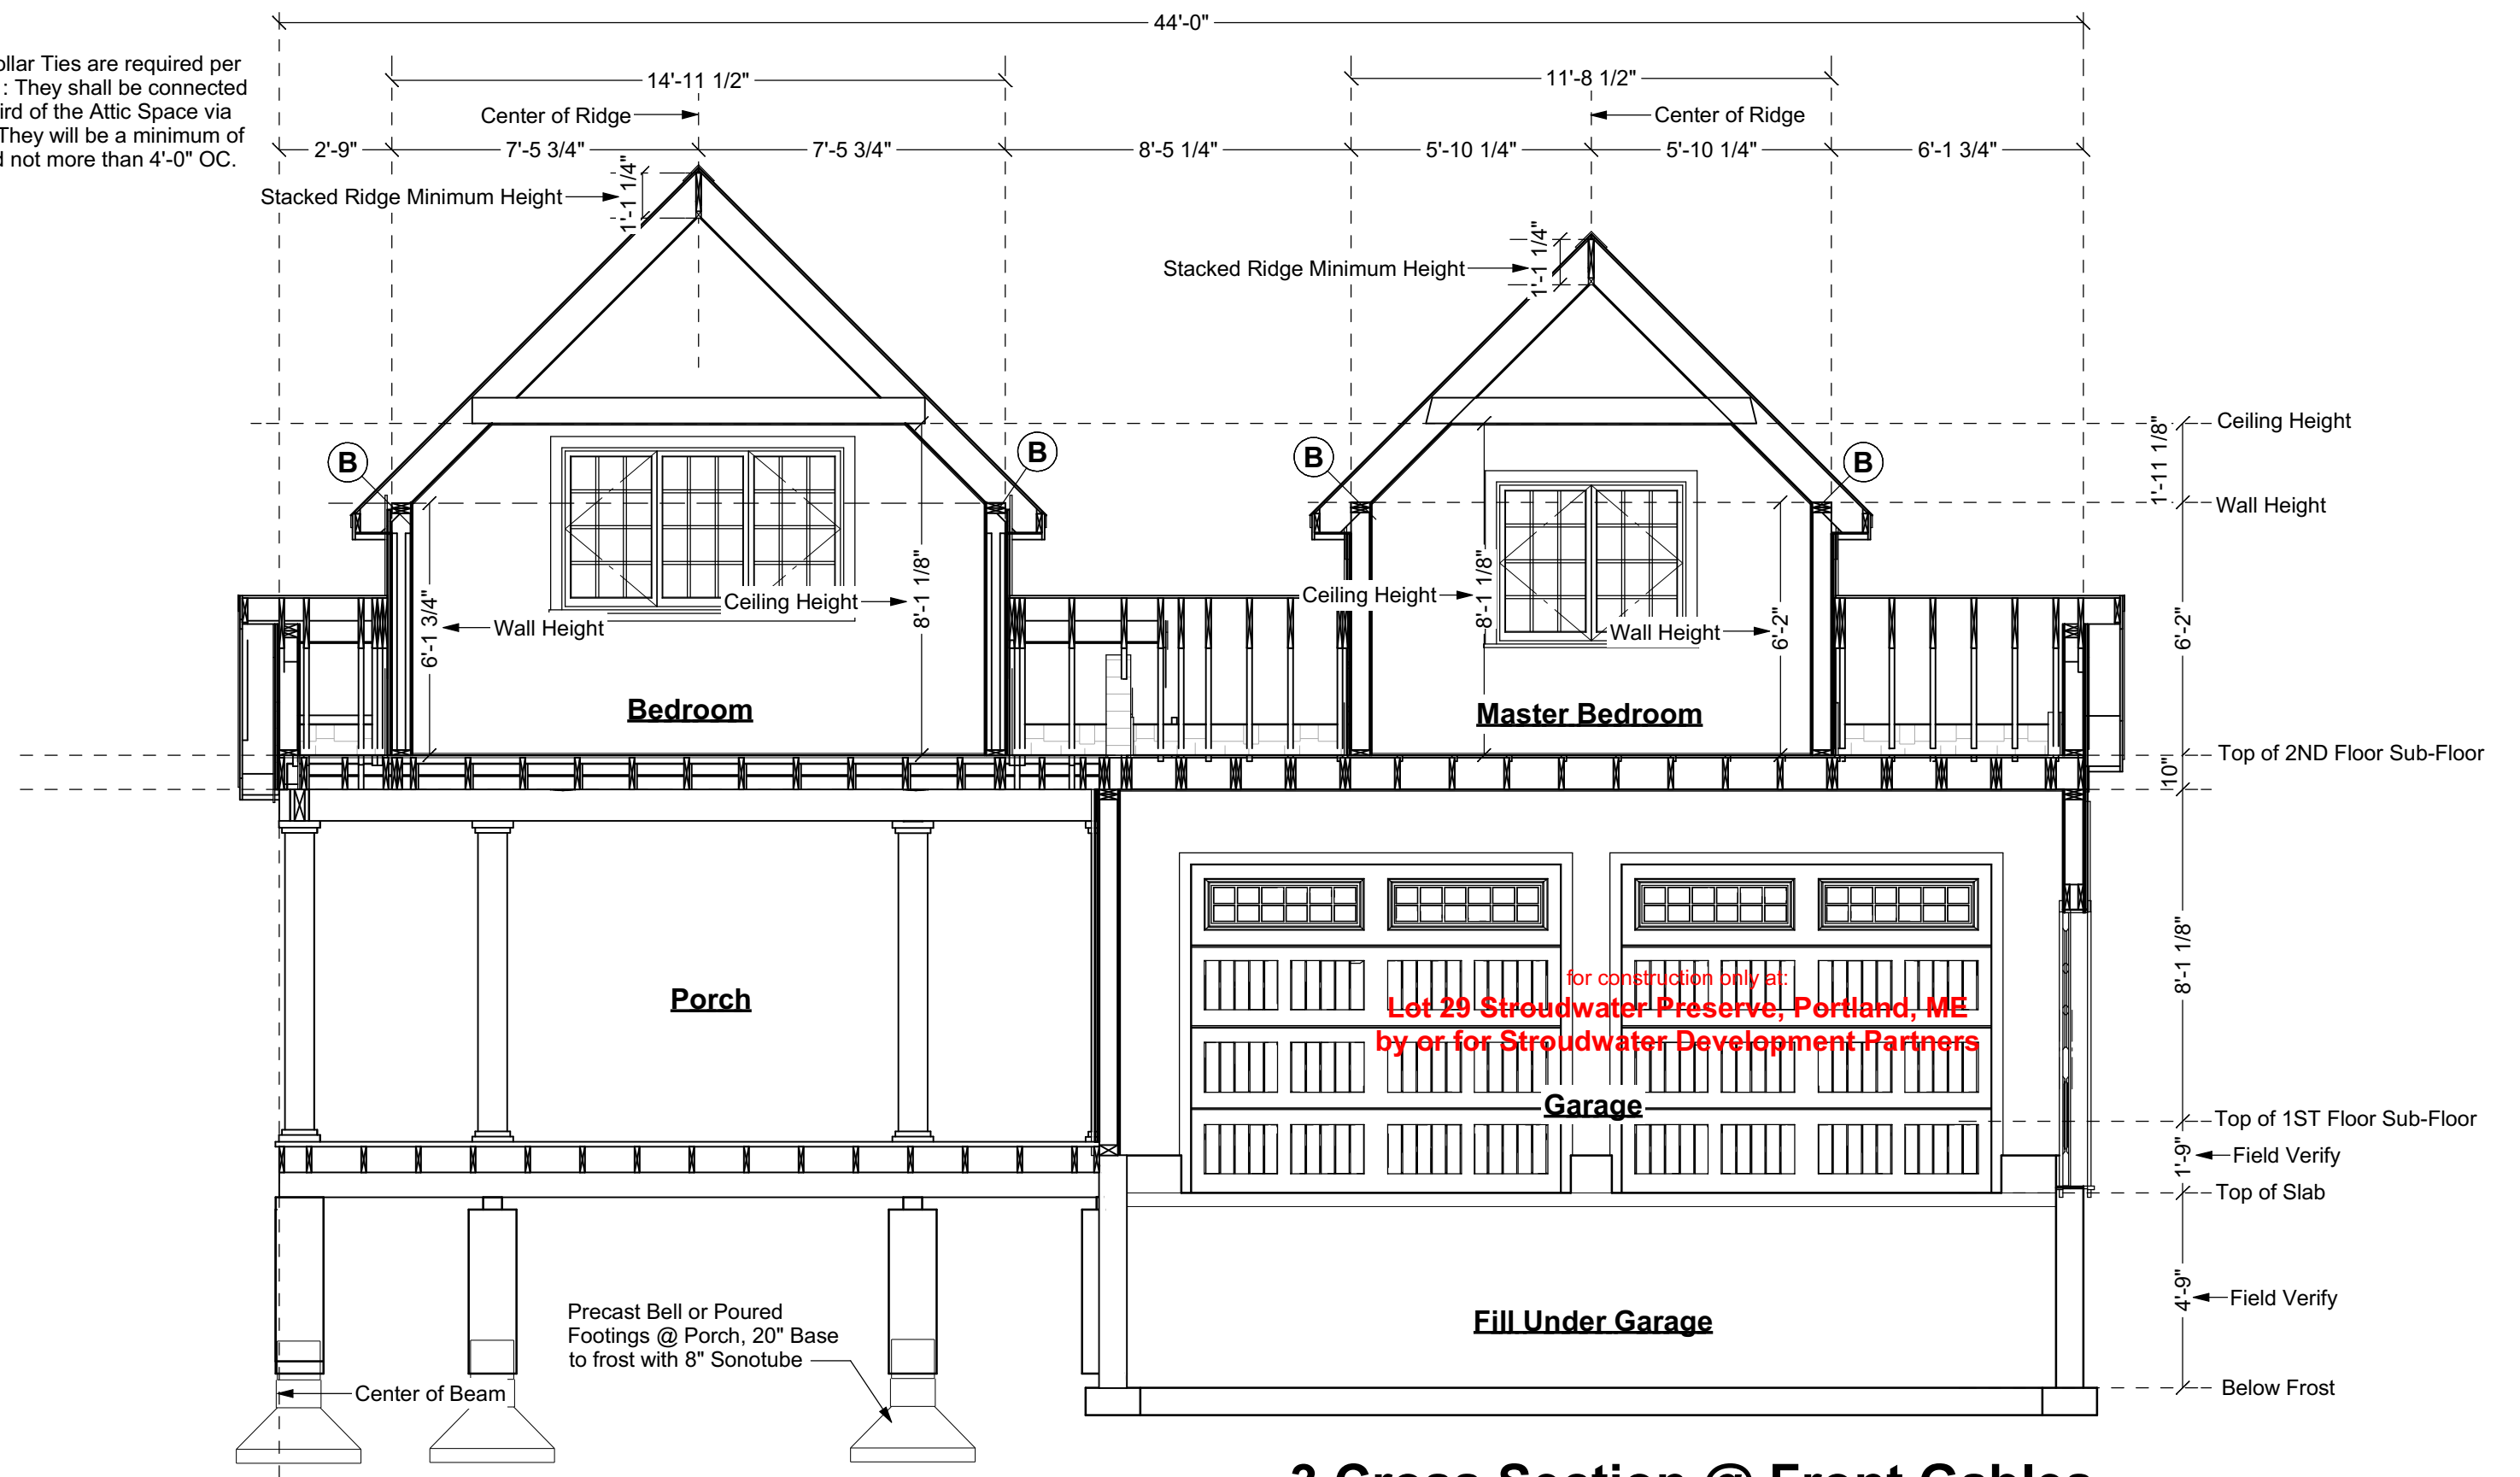 44'-0"
ollar Ties are required per
: They shall be connected
ird of the Attic Space via
They will be a minimum of
d not more than 4'-0" OC.
14'-11 1/2"
11'-8 1/2"
Center of Ridge
Center of Ridge
2'-9"
7'-5 3/4"
7'-5 3/4"
8'-5 1/4"
5'-10 1/4"
5'-10 1/4"
6'-1 3/4"
Stacked Ridge Minimum Height
1'-1 1/4"
Stacked Ridge Minimum Height
1'-1 1/4"
B
B
B
B
Ceiling Height
1'-11 1/8"
Wall Height
6'-1 3/4"
Wall Height
Ceiling Height
8'-1 1/8"
Ceiling Height
8'-1 1/8"
Wall Height
6'-2"
6'-2"
Bedroom
Master Bedroom
Top of 2ND Floor Sub-Floor
10"
8'-1 1/8"
Porch
for construction only at:
Lot 29 Stroudwater Preserve, Portland, ME
by or for Stroudwater Development Partners
Garage
Top of 1ST Floor Sub-Floor
1'-9"
Field Verify
Top of Slab
4'-9"
Field Verify
Precast Bell or Poured
Footings @ Porch, 20" Base
to frost with 8" Sonotube
Fill Under Garage
Center of Beam
Below Frost
3 Cross Section @ Front Gables